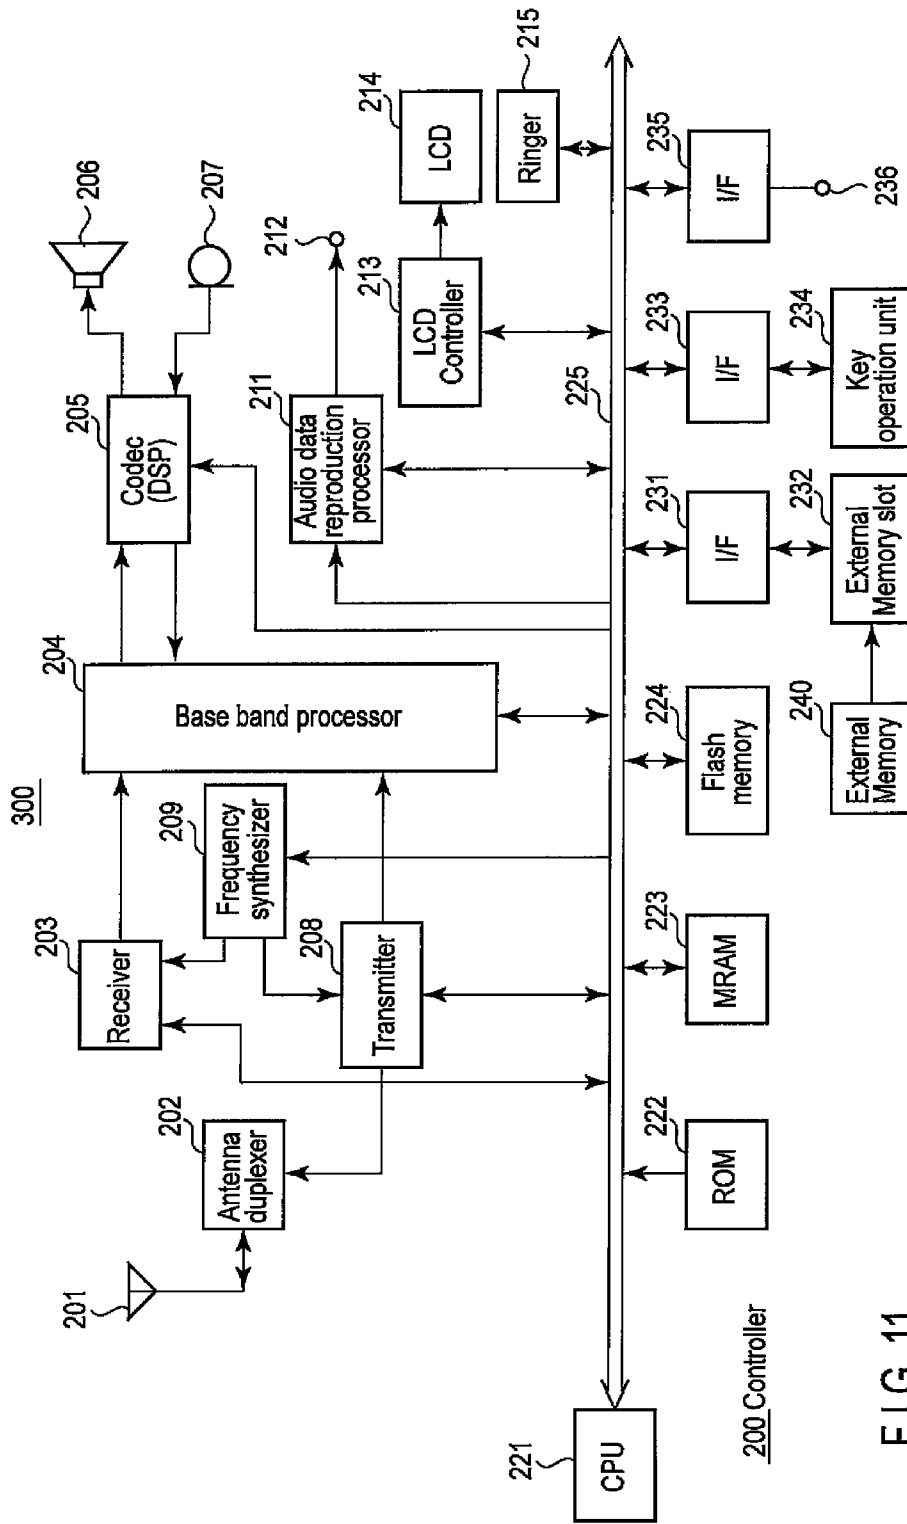 300
201
202
Antenna
duplexer
203
Receiver
209
Frequency
synthesizer
208
Transmitter
204
Base band processor
205
Codec
(DSP)
206
207
211
Audio data
reproduction
processor
212
213
LCD
Controller
214
LCD
215
Ringer
225
221
CPU
222
ROM
223
MRAM
224
Flash
memory
231
I/F
233
I/F
235
I/F
236
240
External
Memory
232
External
Memory slot
234
Key
operation unit
200 Controller
FIG. 11